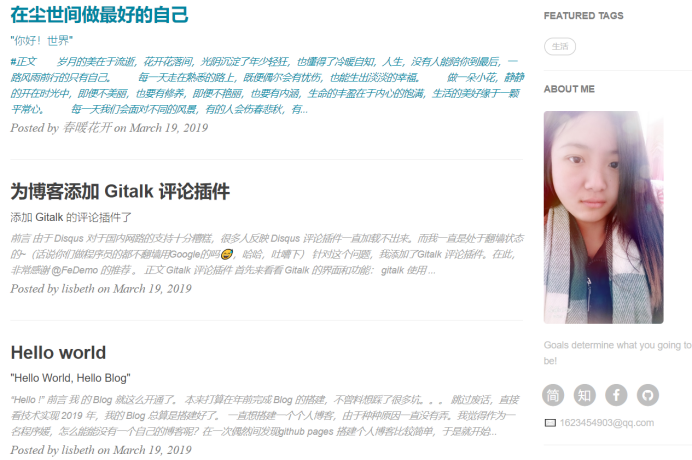 在尘世间做最好的自己
"你好！世界"
#正文 岁月的美在于流逝，花开花落间，光阴沉淀了年少轻狂，也懂得了冷暖自知，人生，没有人能陪你到最后，一
路风雨前行的只有自己。 每一天走在熟悉的路上，既便偶尔会有忧伤，也能生出淡淡的幸福。 做一朵小花，静静
的开在时光中，即便不美丽，也要有修养，即便不艳丽，也要有内涵，生命的丰盈在于内心的饱满，生活的美好缘于一颗
平常心。 每一天我们会面对不同的风景，有的人会伤春悲秋，有...
Posted by 春暖花开 on March 19, 2019
为博客添加 Gitalk 评论插件
添加 Gitalk 的评论插件了
前言 由于 Disqus 对于国内网路的支持十分糟糕，很多人反映 Disqus 评论插件一直加载不出来。而我一直是处于翻墙状态
的~（话说你们做程序员的都不翻墙用Google的吗😅，哈哈，吐嘈下） 针对这个问题，我添加了Gitalk 评论插件。在此，
非常感谢 @FeDemo 的推荐 。 正文 Gitalk 评论插件 首先来看看 Gitalk 的界面和功能： gitalk 使用 ...
Posted by lisbeth on March 19, 2019
Hello world
"Hello World, Hello Blog"
“Hello !” 前言 我 的 Blog 就这么开通了。 本来打算在年前完成 Blog 的搭建，不曾料想踩了很多坑。。。 跳过废话，直接
看技术实现 2019 年，我的 Blog 总算是搭建好了。 一直想搭建一个个人博客，由于种种原因一直没有弄。我觉得作为一
名程序媛，怎么能能没有一个自己的博客呢? 在一次偶然间发现github pages 搭建个人博客比较简单，于是就开始...
Posted by lisbeth on March 19, 2019
FEATURED TAGS
生活
ABOUT ME
Goals determine what you going to
be!
简 知 f
1623454903@qq.com